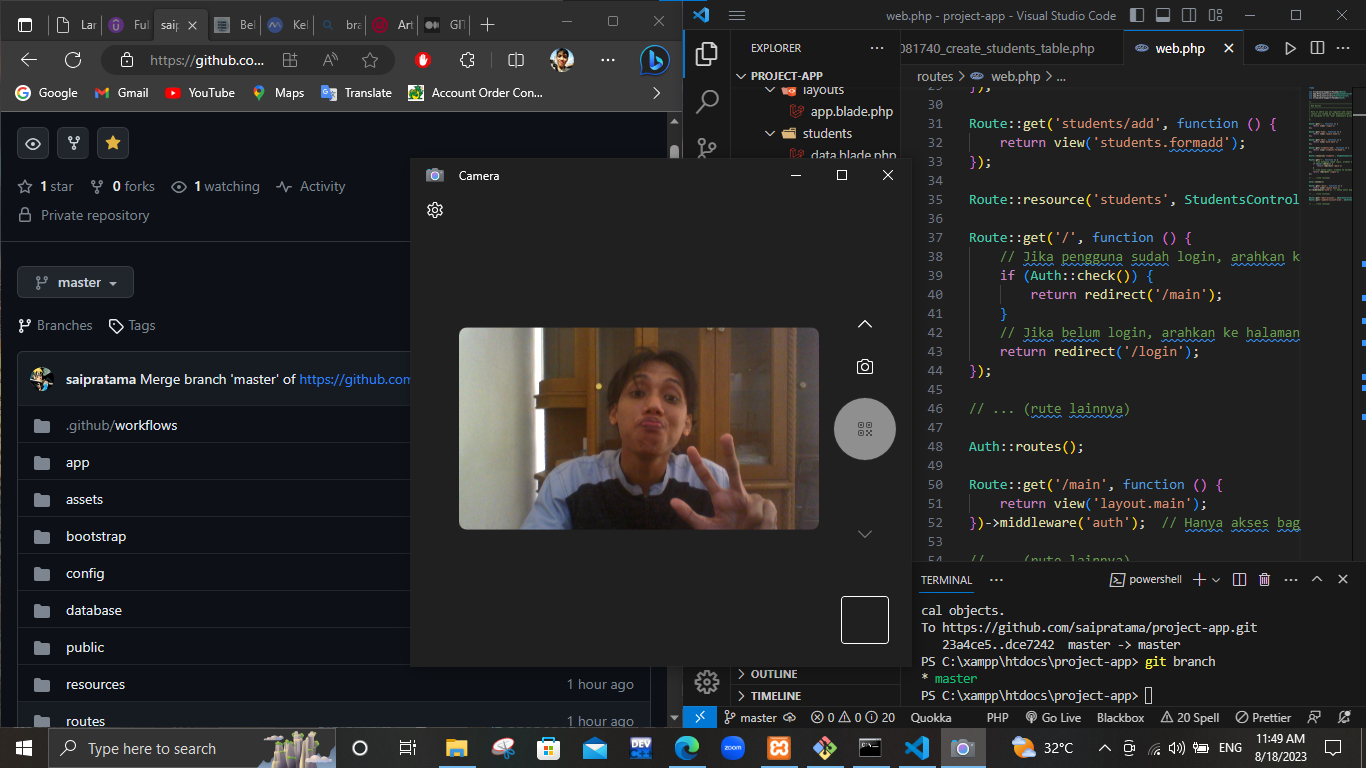 Lar
Ful
saip
Bel
Kel
bra
Art
GIT
https://github.co...
Google
Gmail
YouTube
Maps
Translate
Account Order Con...
1 star
0 forks
1 watching
Activity
Private repository
master
Branches
Tags
saipratama Merge branch 'master' of https://github.com
.github/workflows
app
assets
bootstrap
config
database
public
resources
1 hour ago
routes
1 hour ago
Camera
web.php - project-app - Visual Studio Code
EXPLORER
PROJECT-APP
layouts
app.blade.php
students
data.blade.php
OUTLINE
TIMELINE
081740_create_students_table.php
web.php
routes > web.php > ...
29 });
30
31 Route::get('students/add', function () {
32 return view('students.formadd');
33 });
34
35 Route::resource('students', StudentsControl
36
37 Route::get('/', function () {
38 // Jika pengguna sudah login, arahkan k
39 if (Auth::check()) {
40 return redirect('/main');
41 }
42 // Jika belum login, arahkan ke halaman
43 return redirect('/login');
44 });
45
46 // ... (rute lainnya)
47
48 Auth::routes();
49
50 Route::get('/main', function () {
51 return view('layout.main');
52 })->middleware('auth'); // Hanya akses bag
53
54 // ... (rute lainnya)
TERMINAL
powershell
cal objects.
To https://github.com/saipratama/project-app.git
23a4ce5..dce7242 master -> master
PS C:\xampp\htdocs\project-app> git branch
* master
PS C:\xampp\htdocs\project-app>
master
0
0
20
Quokka
PHP
Go Live
Blackbox
20 Spell
Prettier
Type here to search
DEV
zoom
32°C
ENG
11:49 AM
8/18/2023